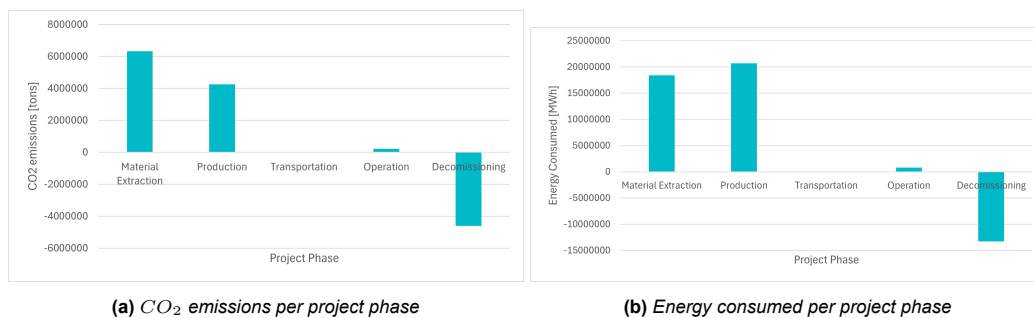 8000000
6000000
4000000
2000000
0
-2000000
-4000000
-6000000
CO2 emissions [tons]
Material Extraction
Production
Transportation
Operation
Decomissioning
Project Phase
(a) CO2 emissions per project phase
25000000
20000000
15000000
10000000
5000000
0
-5000000
-10000000
-15000000
Energy Consumed [MWh]
Material Extraction
Production
Transportation
Operation
Decomissioning
Project Phase
(b) Energy consumed per project phase